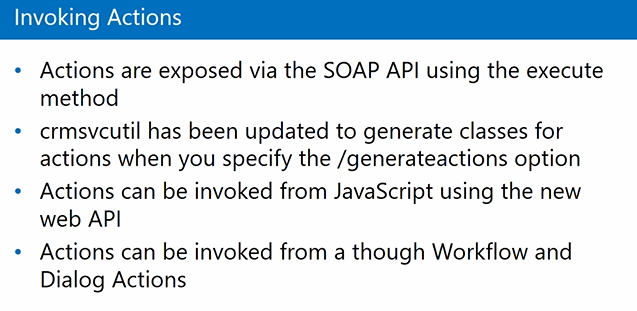 Invoking Actions
• Actions are exposed via the SOAP API using the execute
method
• crmsvcutil has been updated to generate classes for
actions when you specify the /generateactions option
• Actions can be invoked from JavaScript using the new
web API
• Actions can be invoked from a though Workflow and
Dialog Actions